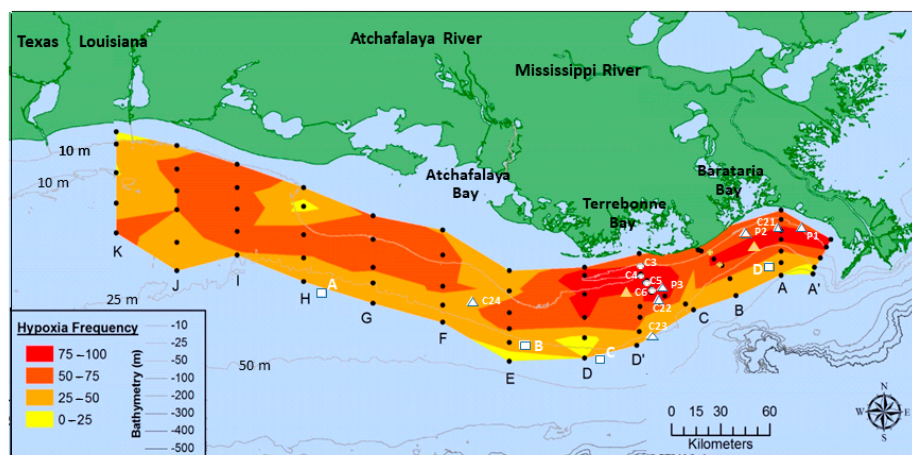 Texas
Louisiana
Atchafalaya River
Mississippi River
10 m
10 m
Atchafalaya
Bay
Terrebonne
Bay
Barataria
Bay
C21
P2
P1
C3
C4
C5
C6
P3
C22
C23
C24
A
B
C
D
K
J
I
H
G
F
E
D
D'
C
B
A
A'
25 m
50 m
Hypoxia Frequency
75 -100
50 -75
25 -50
0 -25
Bathymetry (m)
-10
-25
-50
-100
-200
-300
-400
-500
N
W
E
S
0 15 30 60
Kilometers